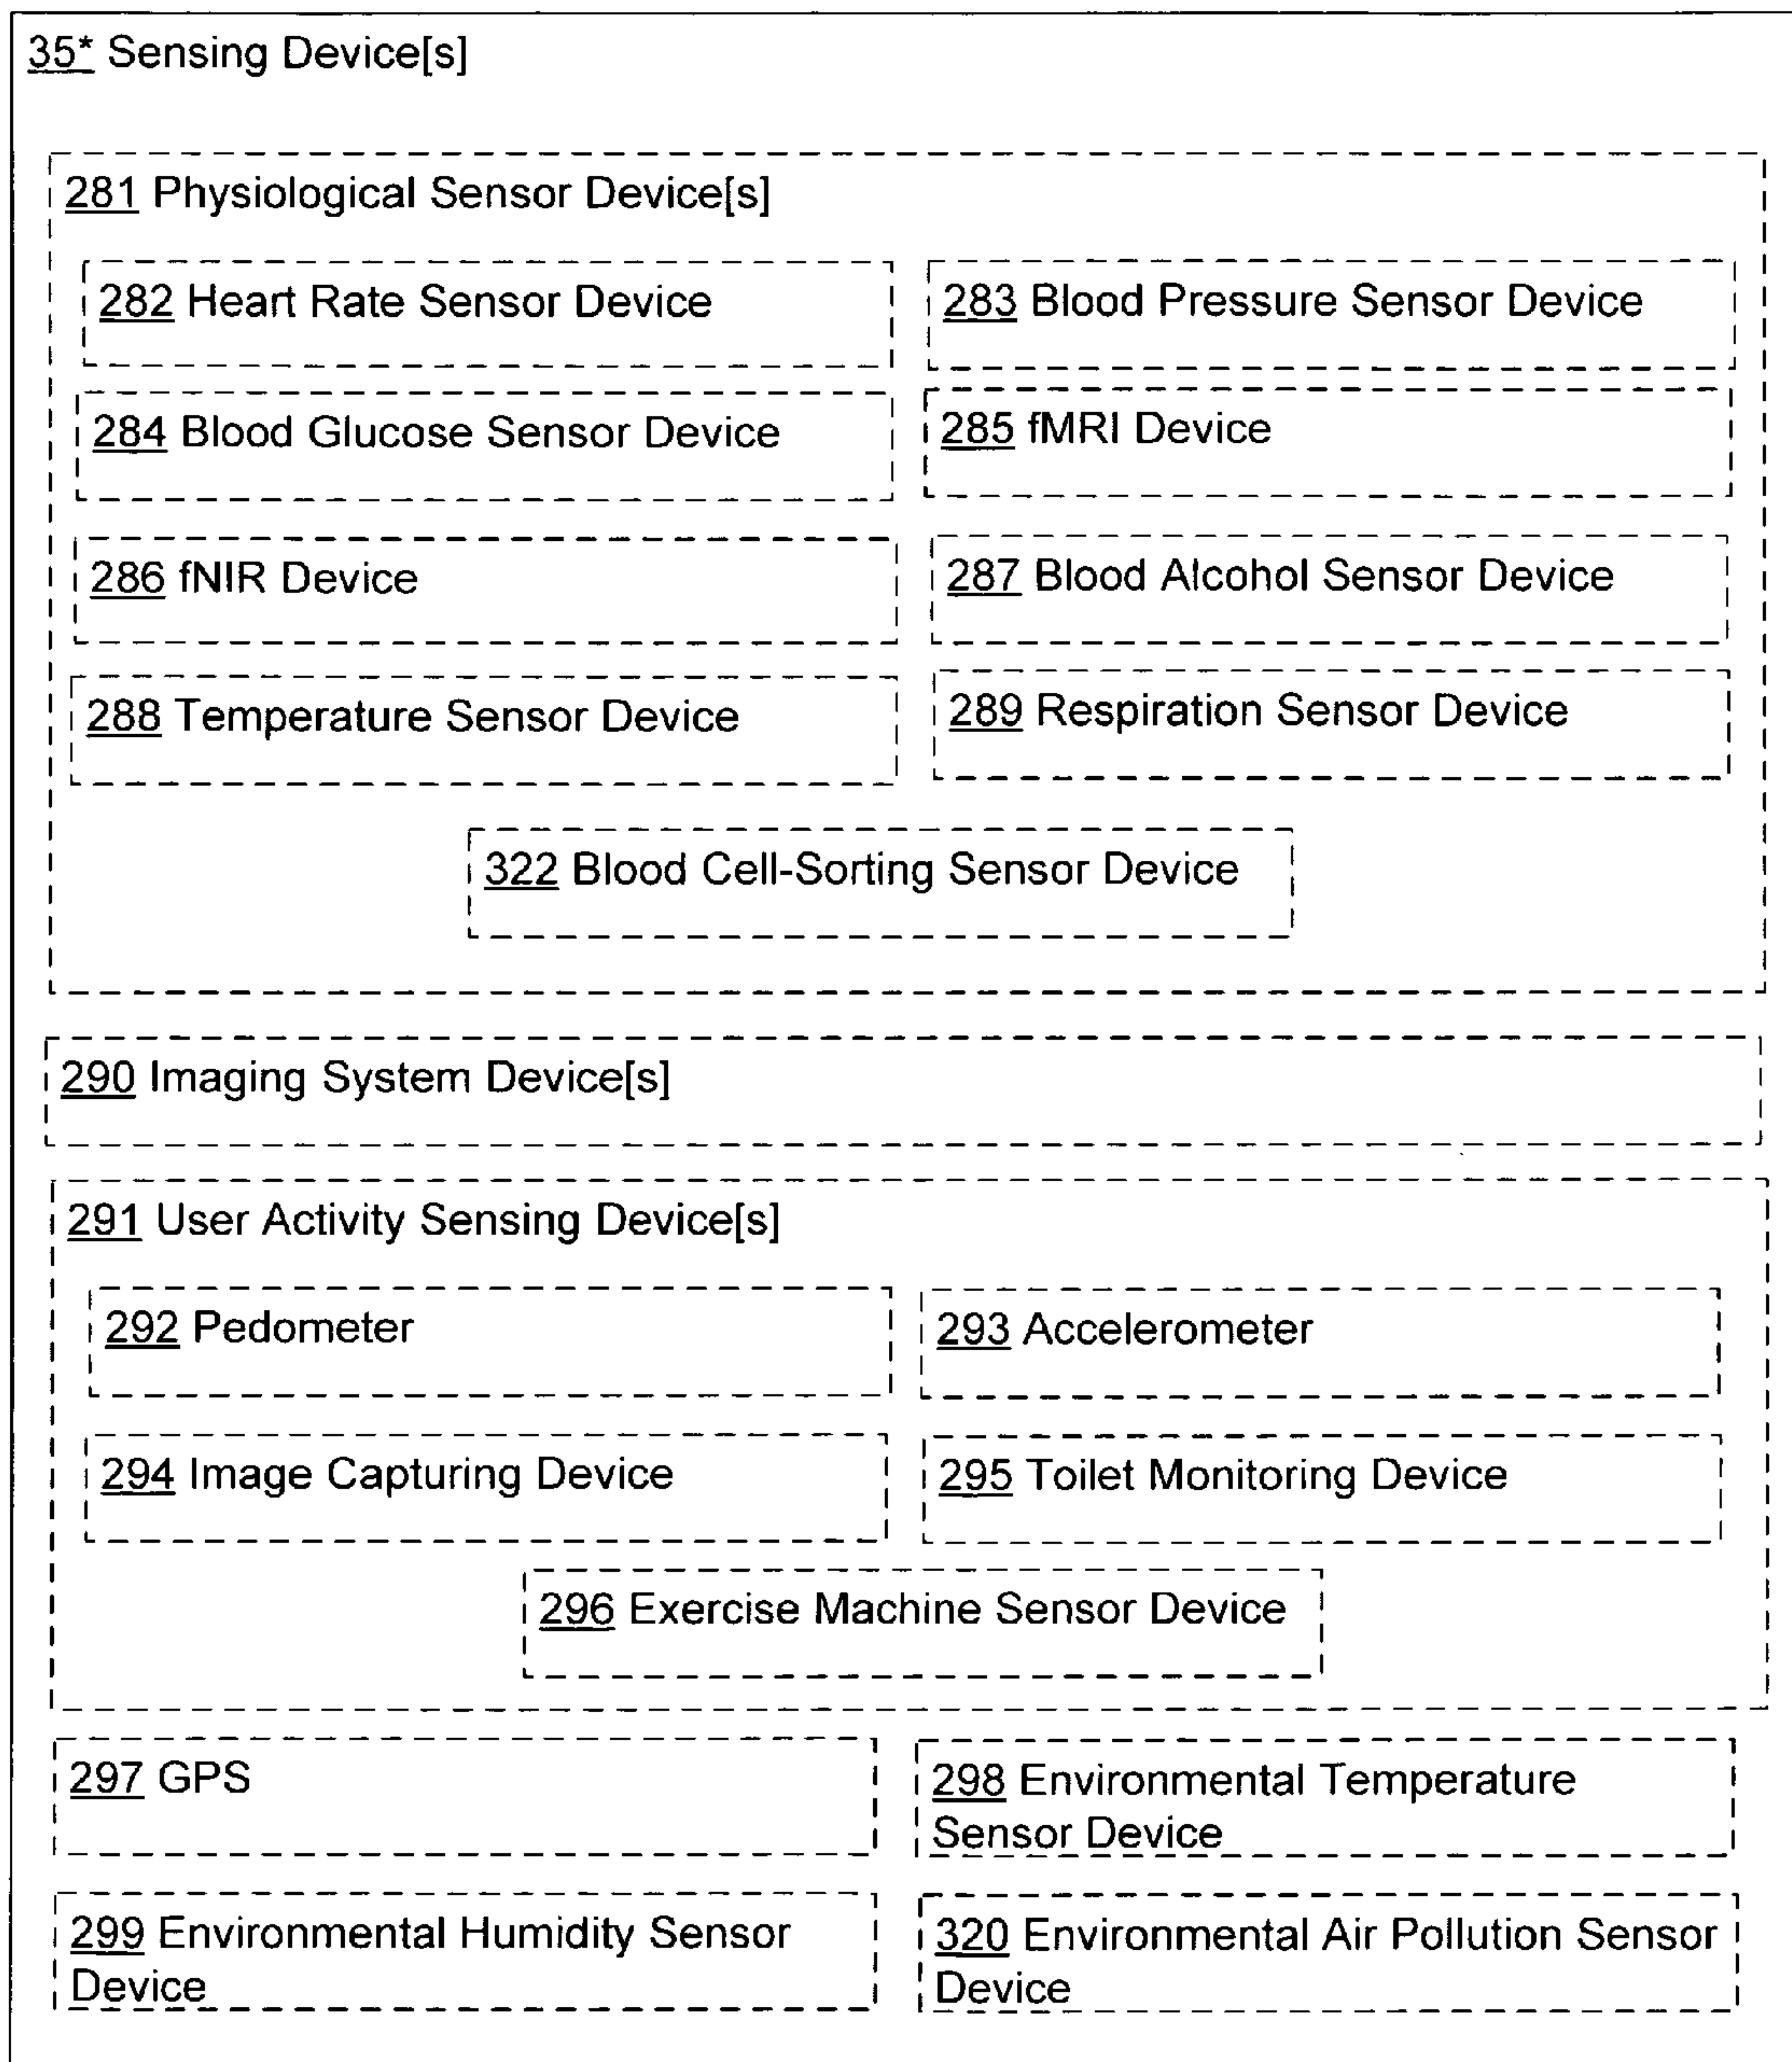 35* Sensing Device[s]
281 Physiological Sensor Device[s]
282 Heart Rate Sensor Device
283 Blood Pressure Sensor Device
284 Blood Glucose Sensor Device
285 fMRI Device
286 fNIR Device
287 Blood Alcohol Sensor Device
288 Temperature Sensor Device
289 Respiration Sensor Device
322 Blood Cell-Sorting Sensor Device
290 Imaging System Device[s]
291 User Activity Sensing Device[s]
292 Pedometer
293 Accelerometer
294 Image Capturing Device
295 Toilet Monitoring Device
296 Exercise Machine Sensor Device
297 GPS
298 Environmental Temperature
Sensor Device
299 Environmental Humidity Sensor
Device
320 Environmental Air Pollution Sensor
Device